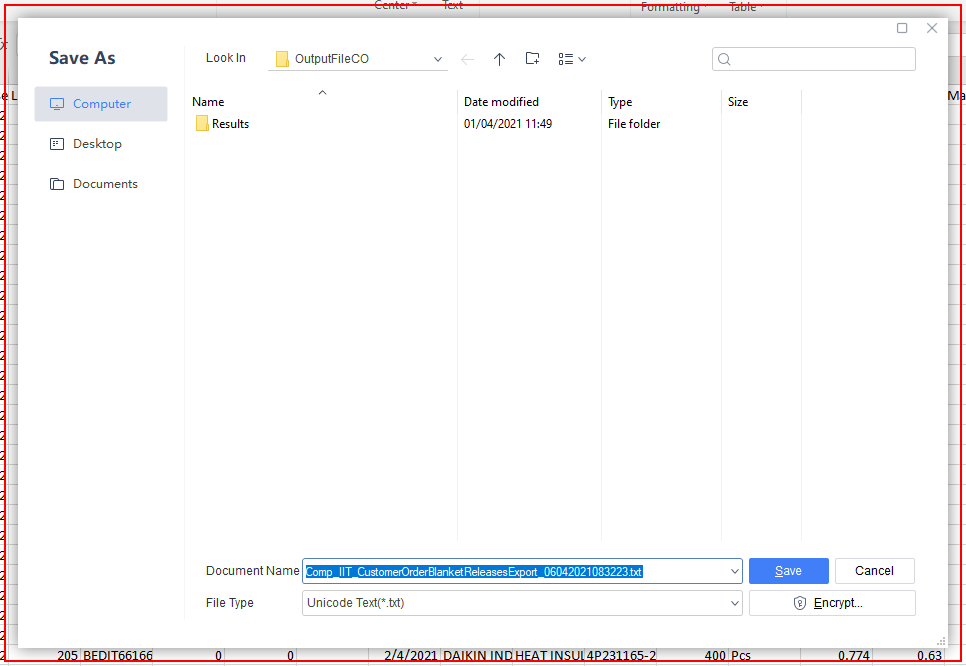 Center Text Formatting Table
Save As
Look In OutputFileCO
Computer
Desktop
Documents
Name Date modified Type Size
Results 01/04/2021 11:49 File folder
Document Name Comp_IIT_CustomerOrderBlanketReleasesExport_06042021083223.txt Save Cancel
File Type Unicode Text(*.txt) Encrypt...
205 BEDIT66166 0 0 2/4/2021 DAIKIN IND HEAT INSUL 4P231165-2 400 Pcs 0.774 0.63